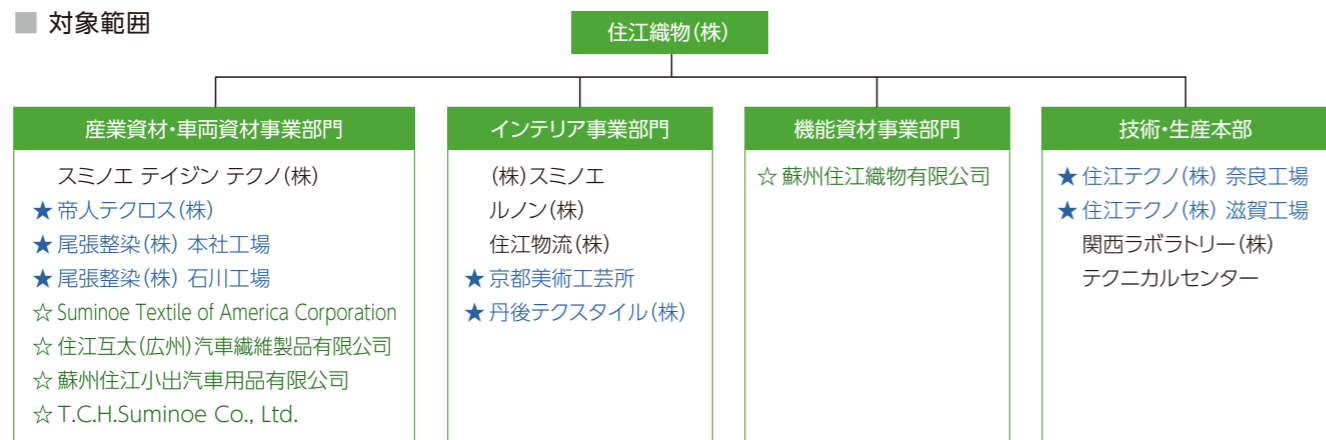 ■ 対象範囲
住江織物(株)
産業資材・車両資材事業部門
スミノエ テイジン テクノ(株)
★帝人テクロス(株)
★尾張整染(株) 本社工場
★尾張整染(株) 石川工場
☆Suminoe Textile of America Corporation
☆住江互太(広州)汽車繊維製品有限公司
☆蘇州住江小出汽車用品有限公司
☆T.C.H.Suminoe Co., Ltd.
インテリア事業部門
(株)スミノエ
ルノン(株)
住江物流(株)
★京都美術工芸所
★丹後テクスタイル(株)
機能資材事業部門
☆蘇州住江織物有限公司
技術・生産本部
★住江テクノ(株) 奈良工場
★住江テクノ(株) 滋賀工場
関西ラボラトリー(株)
テクニカルセンター